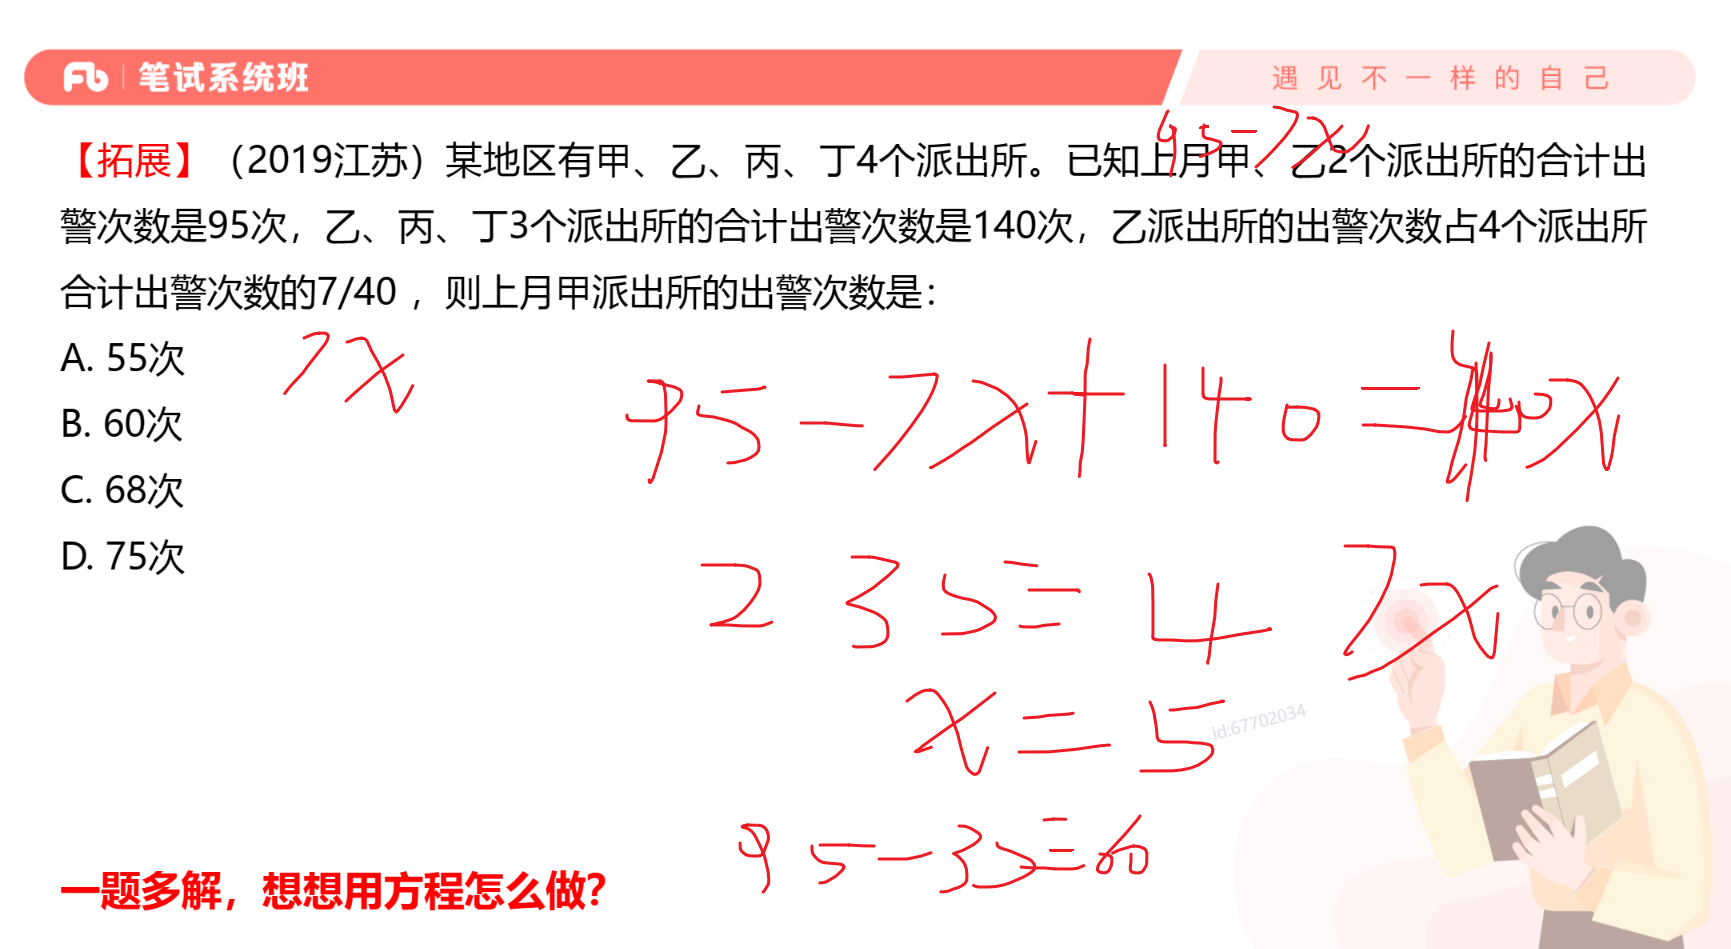 Fb 笔试系统班
遇见不一样的自己
95-7x
【拓展】（2019江苏）某地区有甲、乙、丙、丁4个派出所。已知上月甲、乙2个派出所的合计出
警次数是95次，乙、丙、丁3个派出所的合计出警次数是140次，乙派出所的出警次数占4个派出所
合计出警次数的7/40 ，则上月甲派出所的出警次数是：
A. 55次
B. 60次
C. 68次
D. 75次
7x
95-7x+140=40x
235=47x
x=5
id:67702034
95-35=60
一题多解，想想用方程怎么做？